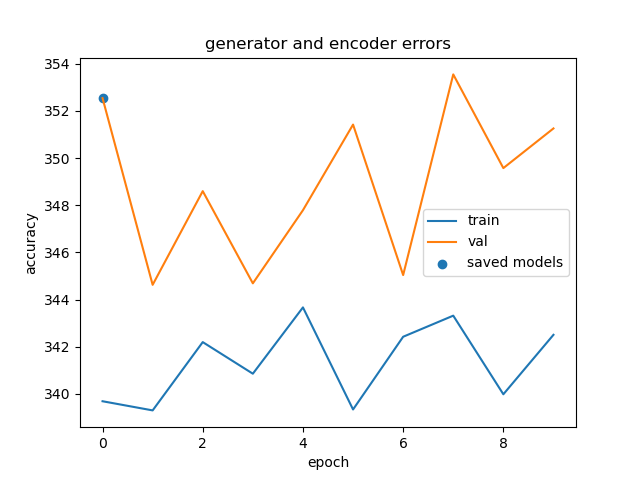 generator and encoder errors
354
352
350
348
346
344
342
340
accuracy
train
val
saved models
0
2
4
6
8
epoch